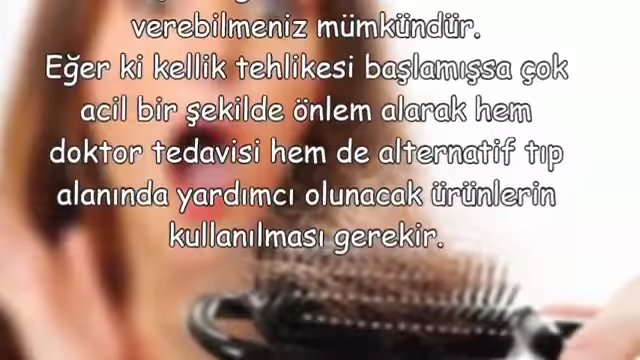 verebilmeniz mümkündür.
Eğer ki kellik tehlikesi başlamışsa çok
acil bir şekilde önlem alarak hem
doktor tedavisi hem de alternatif tıp
alanında yardımcı olunacak ürünlerin
kullanılması gerekir.